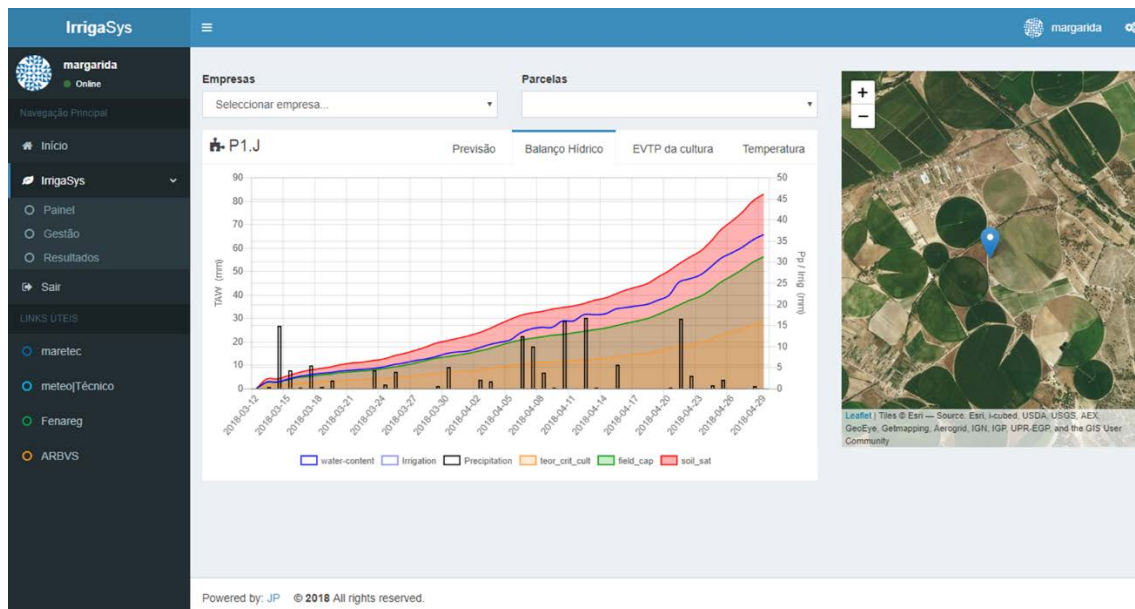 IrrigaSys
margarida
margarida
Online
Navegação Principal
Início
IrrigaSys
Painel
Gestão
Resultados
Sair
LINKS ÚTEIS
maretec
meteo|Técnico
Fenareg
ARBVS
Empresas
Parcelas
Seleccionar empresa...
P1.J
Previsão
Balanço Hídrico
EVTP da cultura
Temperatura
TAW (mm)
90
80
70
60
50
40
30
20
10
0
50
45
40
35
30
25
20
15
10
5
0
Pp / Irrig (mm)
2018-03-12
2018-03-15
2018-03-18
2018-03-21
2018-03-24
2018-03-27
2018-03-30
2018-04-02
2018-04-05
2018-04-08
2018-04-11
2018-04-14
2018-04-17
2018-04-20
2018-04-23
2018-04-26
2018-04-29
water-content Irrigation Precipitation teor_crit_cult field_cap soil_sat
+
−
Leaflet | Tiles © Esri — Source: Esri, i-cubed, USDA, USGS, AEX,
GeoEye, Getmapping, Aerogrid, IGN, IGP, UPR-EGP, and the GIS User
Community
Powered by: JP © 2018 All rights reserved.